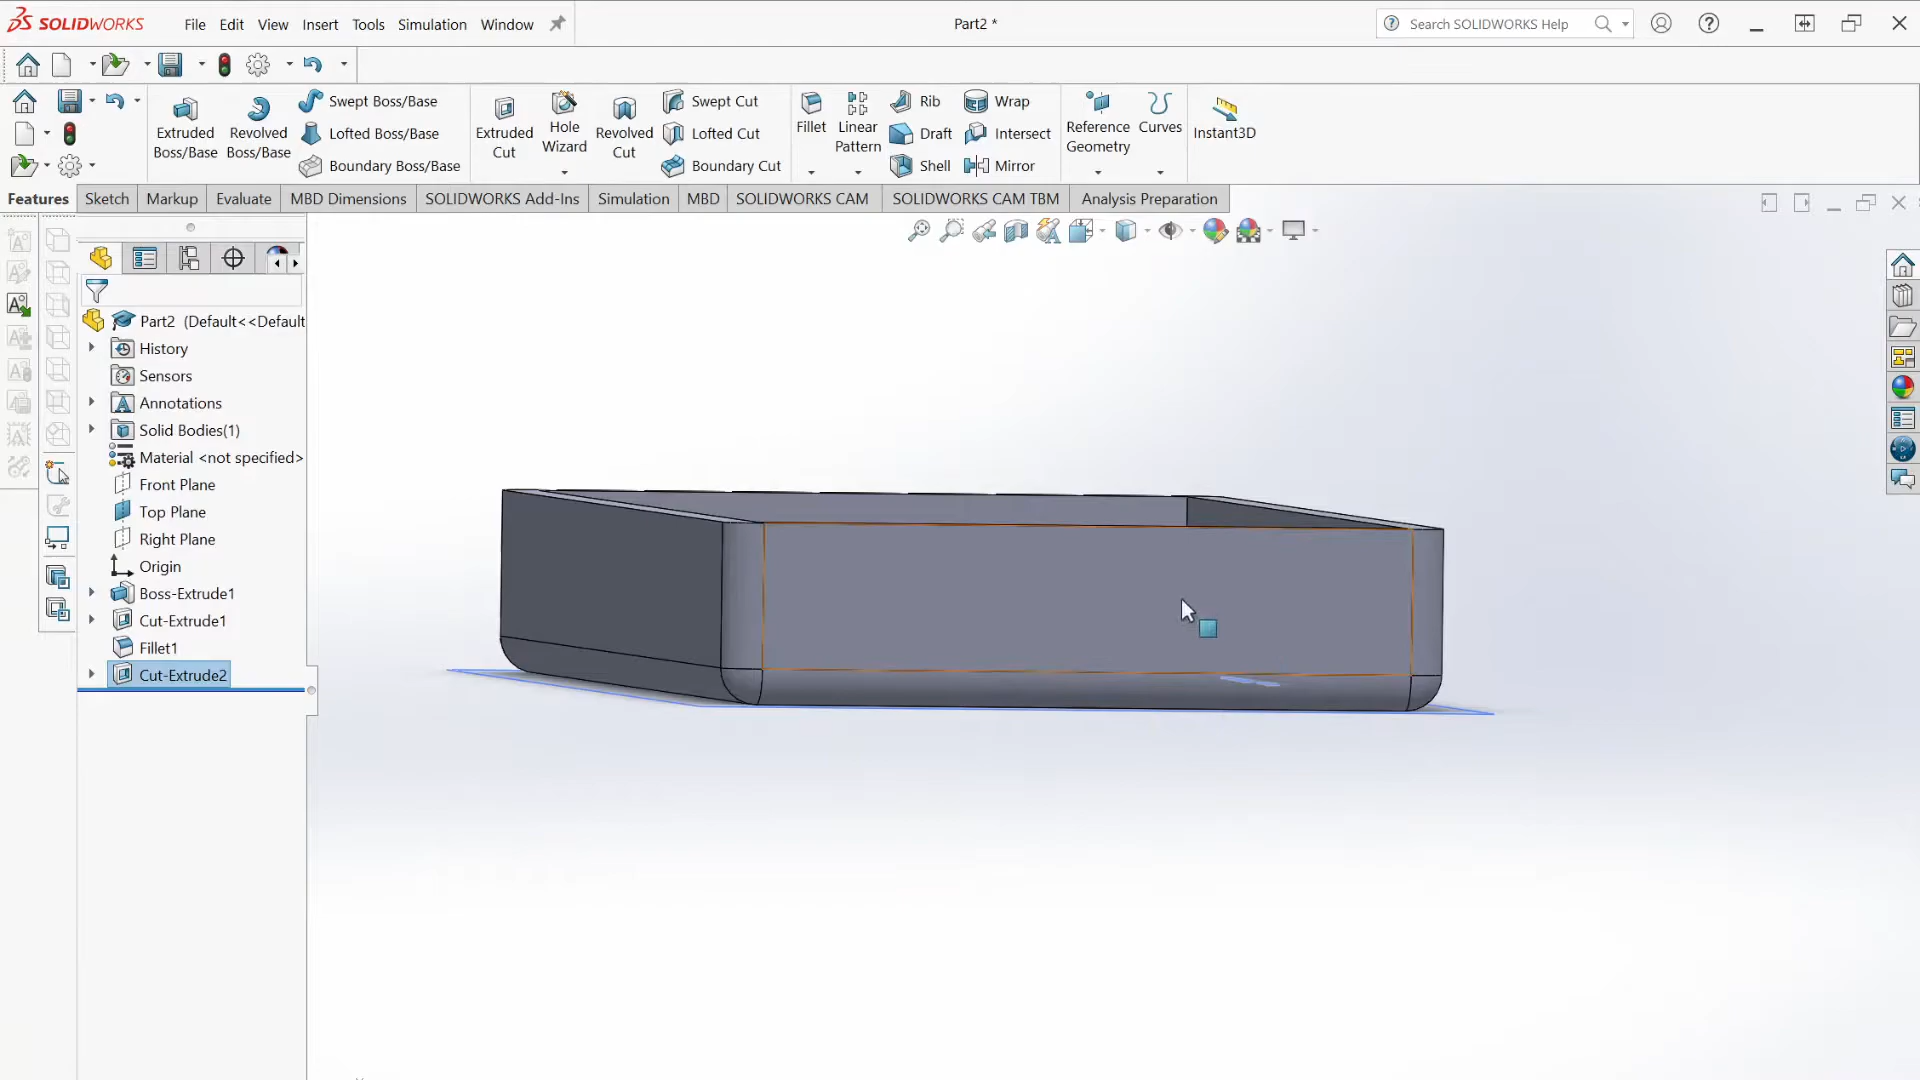 SOLIDWORKS File Edit View Insert Tools Simulation Window Part2 * Search SOLIDWORKS Help
Extruded Boss/Base
Revolved Boss/Base
Swept Boss/Base
Lofted Boss/Base
Boundary Boss/Base
Extruded Cut
Hole Wizard
Revolved Cut
Swept Cut
Lofted Cut
Boundary Cut
Fillet
Linear Pattern
Rib
Draft
Shell
Wrap
Intersect
Mirror
Reference Geometry
Curves
Instant3D
Features Sketch Markup Evaluate MBD Dimensions SOLIDWORKS Add-Ins Simulation MBD SOLIDWORKS CAM SOLIDWORKS CAM TBM Analysis Preparation
Part2 (Default<<Default
History
Sensors
Annotations
Solid Bodies(1)
Material <not specified>
Front Plane
Top Plane
Right Plane
Origin
Boss-Extrude1
Cut-Extrude1
Fillet1
Cut-Extrude2